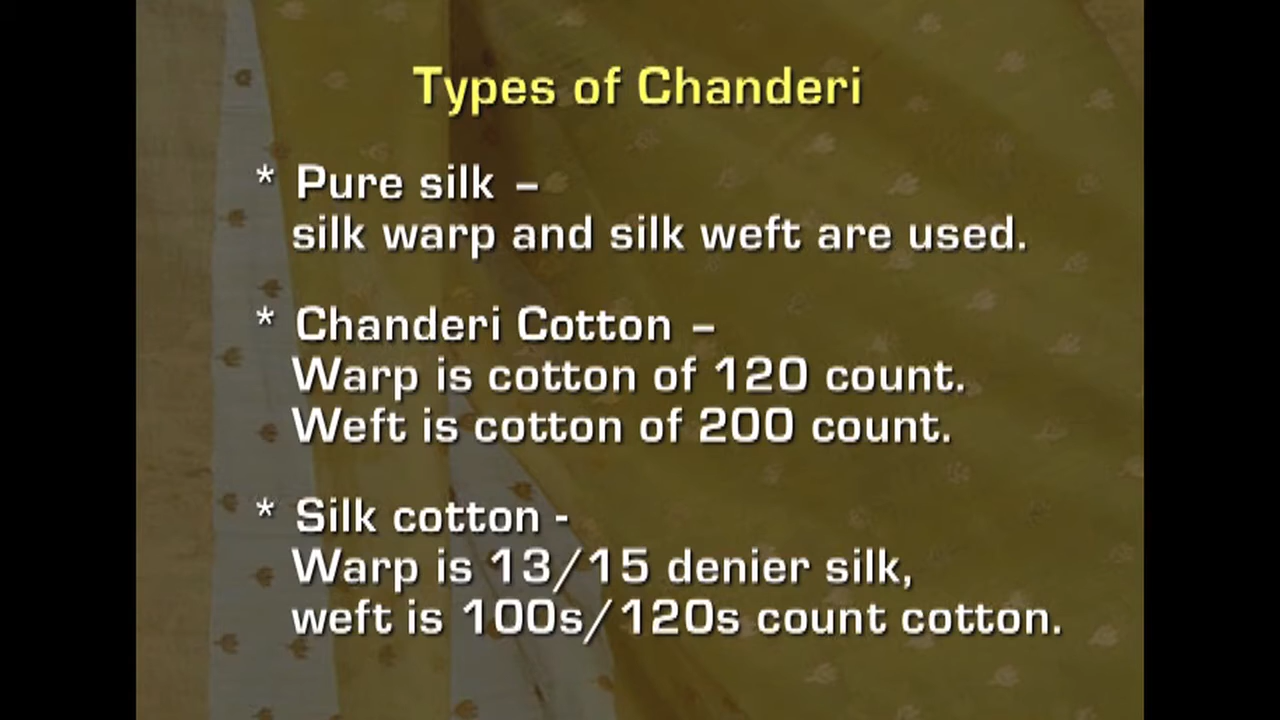 Types of Chanderi
* Pure silk –
silk warp and silk weft are used.
* Chanderi Cotton –
Warp is cotton of 120 count.
Weft is cotton of 200 count.
* Silk cotton -
Warp is 13/15 denier silk,
weft is 100s/120s count cotton.